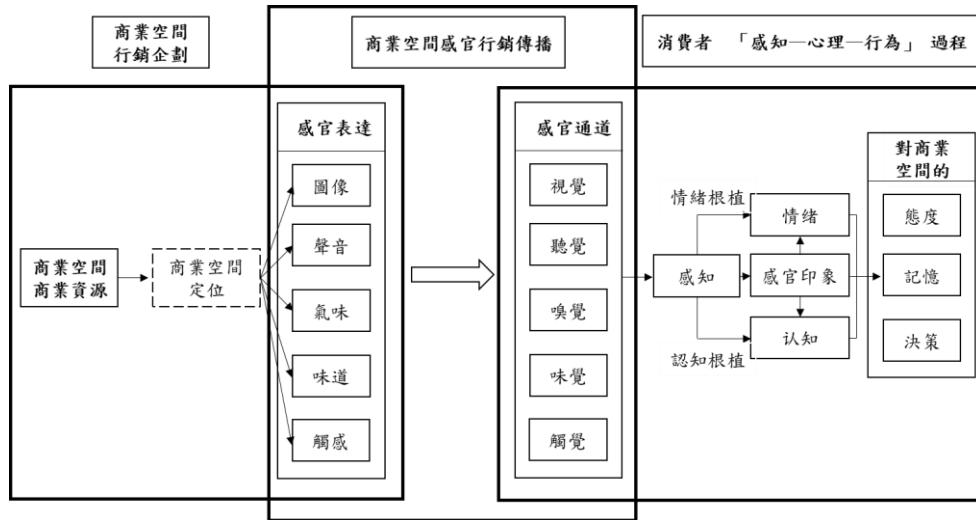 商業空間
行銷企劃
商業空間感官行銷傳播
消費者 「感知—心理—行為」 過程
商業空間
商業資源
商業空間
定位
感官表達
圖像
聲音
氣味
味道
觸感
感官通道
視覺
聽覺
嗅覺
味覺
觸覺
感知
情緒根植
認知根植
情绪
感官印象
认知
對商業
空間的
態度
記憶
決策